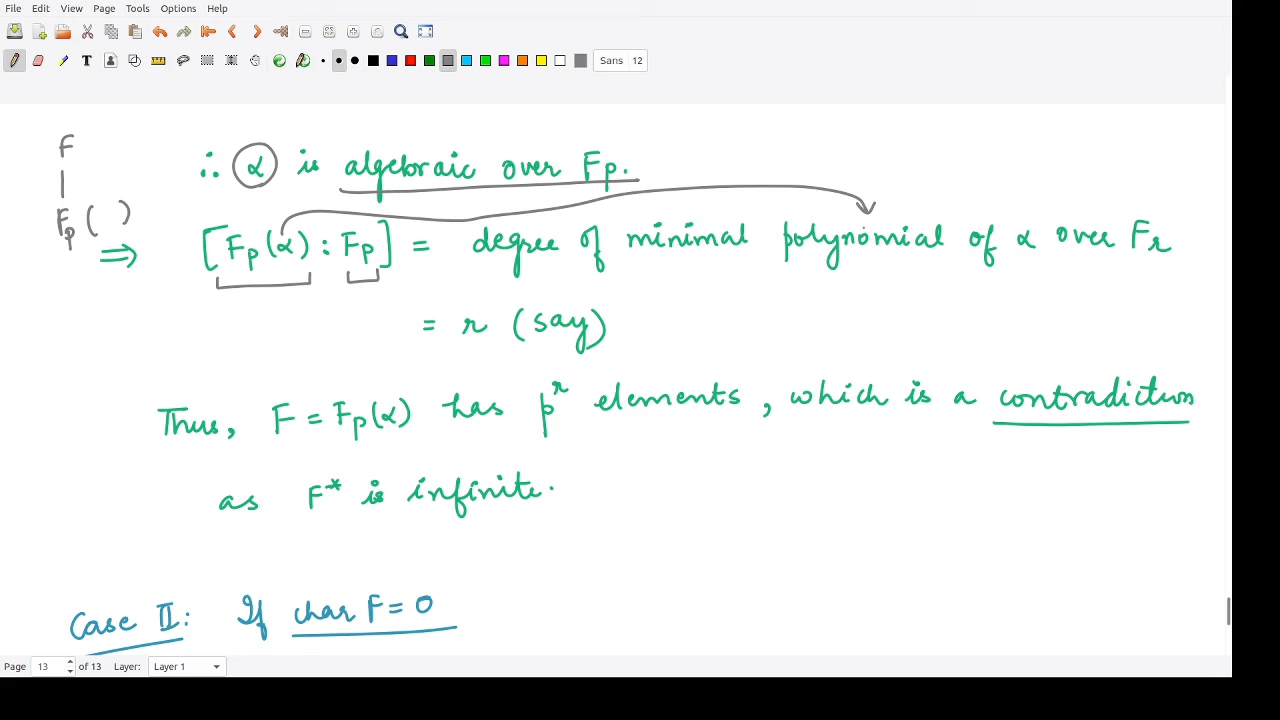 File Edit View Page Tools Options Help
T Sans 12
F
∴ α is algebraic over Fp.
Fp ( )
⇒ [Fp(α) : Fp] = degree of minimal polynomial of α over Fr
= r (say)
Thus, F = Fp(α) has p^r elements, which is a contradiction
as F* is infinite.
Case II: If char F = 0
Page 13 of 13 Layer: Layer 1